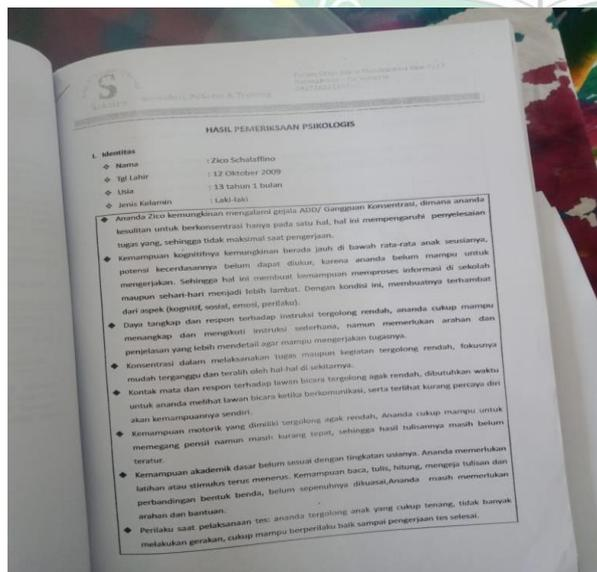 S
HASIL PEMERIKSAAN PSIKOLOGIS
I. Identitas
Nama : Zico Schalaffino
Tgl Lahir : 12 Oktober 2009
Usia : 13 tahun 1 bulan
Jenis Kelamin : Laki-laki
Ananda Zico kemungkinan mengalami gejala ADD/ Gangguan Konsentrasi, dimana ananda
kesulitan untuk berkonsentrasi hanya pada satu hal, hal ini mempengaruhi penyelesaian
tugas yang, sehingga tidak maksimal saat pengerjaan.
Kemampuan kognitifnya kemungkinan berada jauh di bawah rata-rata anak seusianya,
potensi kecerdasannya belum dapat diukur, karena ananda belum mampu untuk
mengerjakan. Sehingga hal ini membuat kemampuan memproses informasi di sekolah
maupun sehari-hari menjadi lebih lambat. Dengan kondisi ini, membuatnya terhambat
dari aspek (kognitif, sosial, emosi, perilaku).
Daya tangkap dan respon terhadap instruksi tergolong rendah, ananda cukup mampu
menangkap dan mengikuti instruksi sederhana, namun memerlukan arahan dan
penjelasan yang lebih mendetail agar mampu mengerjakan tugasnya.
Konsentrasi dalam melaksanakan tugas maupun kegiatan tergolong rendah, fokusnya
mudah terganggu dan teralih oleh hal-hal di sekitarnya.
Kontak mata dan respon terhadap lawan bicara tergolong agak rendah, dibutuhkan waktu
untuk ananda melihat lawan bicara ketika berkomunikasi, serta terlihat kurang percaya diri
akan kemampuannya sendiri.
Kemampuan motorik yang dimiliki tergolong agak rendah, Ananda cukup mampu untuk
memegang pensil namun masih kurang tepat, sehingga hasil tulisannya masih belum
teratur.
Kemampuan akademik dasar belum sesuai dengan tingkatan usianya. Ananda memerlukan
latihan atau stimulus terus menerus. Kemampuan baca, tulis, hitung, mengeja tulisan dan
perbandingan bentuk benda, belum sepenuhnya dikuasai,Ananda masih memerlukan
arahan dan bantuan.
Perilaku saat pelaksanaan tes: ananda tergolong anak yang cukup tenang, tidak banyak
melakukan gerakan, cukup mampu berperilaku baik sampai pengerjaan tes selesai.